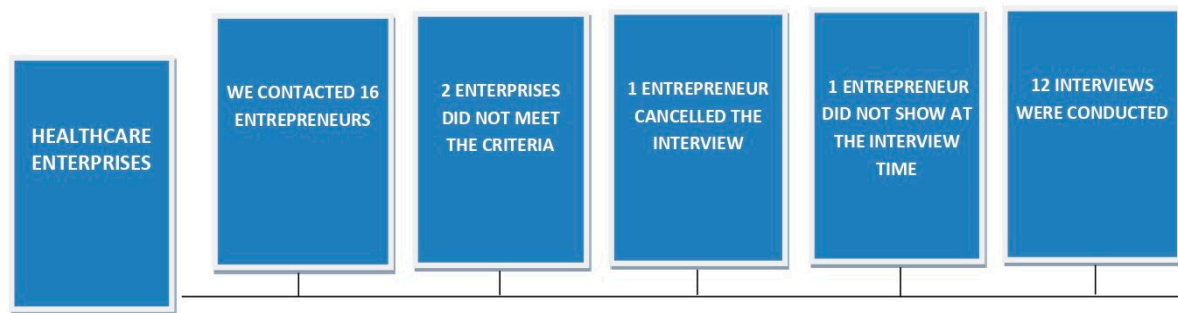 HEALTHCARE
ENTERPRISES
WE CONTACTED 16
ENTREPRENEURS
2 ENTERPRISES
DID NOT MEET
THE CRITERIA
1 ENTREPRENEUR
CANCELLED THE
INTERVIEW
1 ENTREPRENEUR
DID NOT SHOW AT
THE INTERVIEW
TIME
12 INTERVIEWS
WERE CONDUCTED